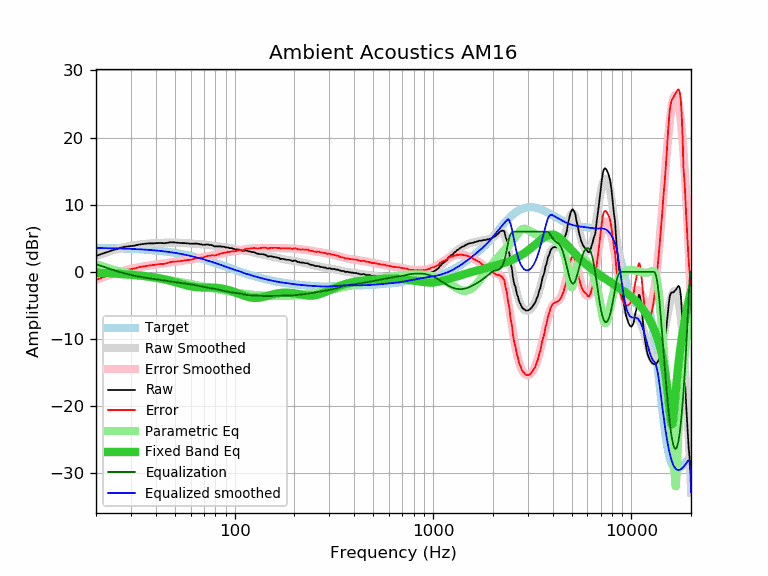 Ambient Acoustics AM16
30
20
10
0
−10
−20
−30
Amplitude (dBr)
Target
Raw Smoothed
Error Smoothed
Raw
Error
Parametric Eq
Fixed Band Eq
Equalization
Equalized smoothed
100 1000 10000
Frequency (Hz)